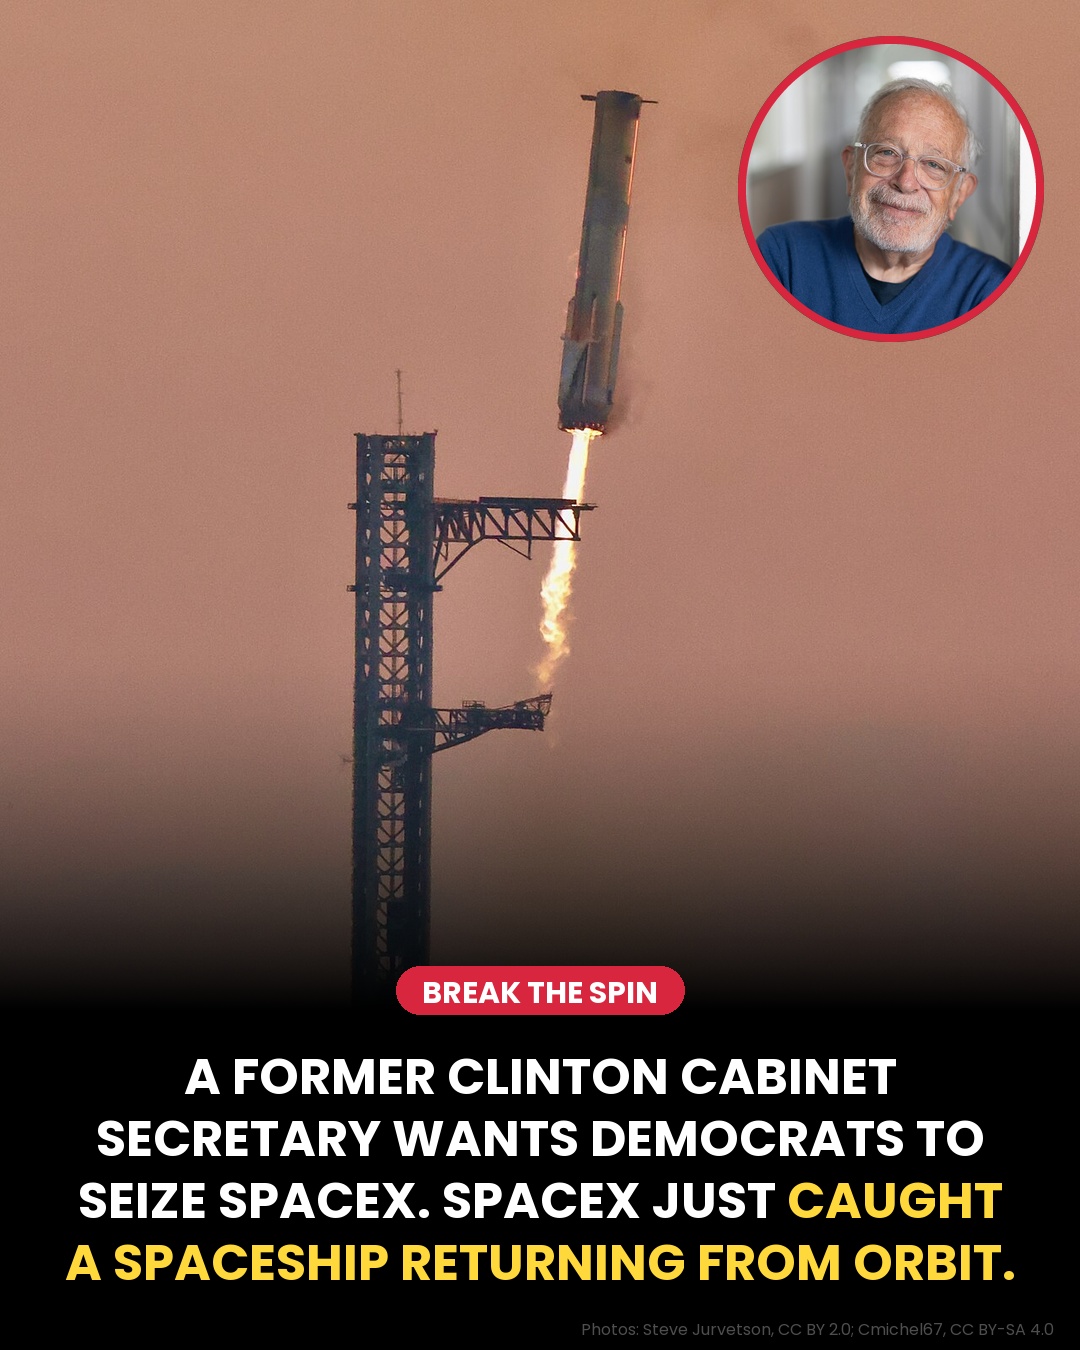 BREAK THE SPIN
A FORMER CLINTON CABINET
SECRETARY WANTS DEMOCRATS TO
SEIZE SPACEX. SPACEX JUST CAUGHT
A SPACESHIP RETURNING FROM ORBIT.
Photos: Steve Jurvetson, CC BY 2.0; Cmichel67, CC BY-SA 4.0